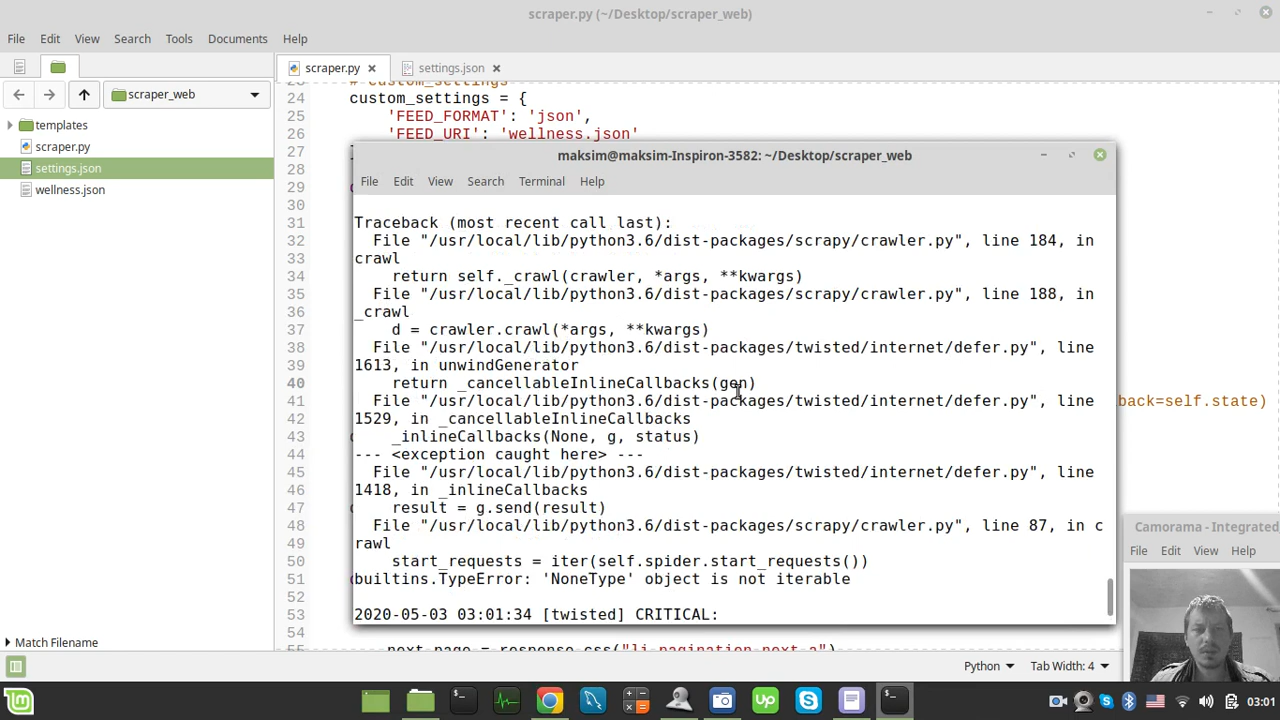 scraper.py (~/Desktop/scraper_web)
File Edit View Search Tools Documents Help
scraper.py settings.json
scraper_web
templates
scraper.py
settings.json
wellness.json
Match Filename
24 custom_settings = {
25 'FEED_FORMAT': 'json',
26 'FEED_URI': 'wellness.json'
27
28
29
31
32
33
34
35
36
37
38
39
40
41 back=self.state)
42
43
44
45
46
47
48
49
50
51
52
53
54
next_page = response.css("li.pagination-next a")
maksim@maksim-Inspiron-3582: ~/Desktop/scraper_web
File Edit View Search Terminal Help
Traceback (most recent call last):
File "/usr/local/lib/python3.6/dist-packages/scrapy/crawler.py", line 184, in
crawl
return self._crawl(crawler, *args, **kwargs)
File "/usr/local/lib/python3.6/dist-packages/scrapy/crawler.py", line 188, in
_crawl
d = crawler.crawl(*args, **kwargs)
File "/usr/local/lib/python3.6/dist-packages/twisted/internet/defer.py", line
1613, in unwindGenerator
return _cancellableInlineCallbacks(gen)
File "/usr/local/lib/python3.6/dist-packages/twisted/internet/defer.py", line
1529, in _cancellableInlineCallbacks
_inlineCallbacks(None, g, status)
--- <exception caught here> ---
File "/usr/local/lib/python3.6/dist-packages/twisted/internet/defer.py", line
1418, in _inlineCallbacks
result = g.send(result)
File "/usr/local/lib/python3.6/dist-packages/scrapy/crawler.py", line 87, in c
rawl
start_requests = iter(self.spider.start_requests())
builtins.TypeError: 'NoneType' object is not iterable
2020-05-03 03:01:34 [twisted] CRITICAL:
Camorama - Integrated
File Edit View Help
Python Tab Width: 4
03:01